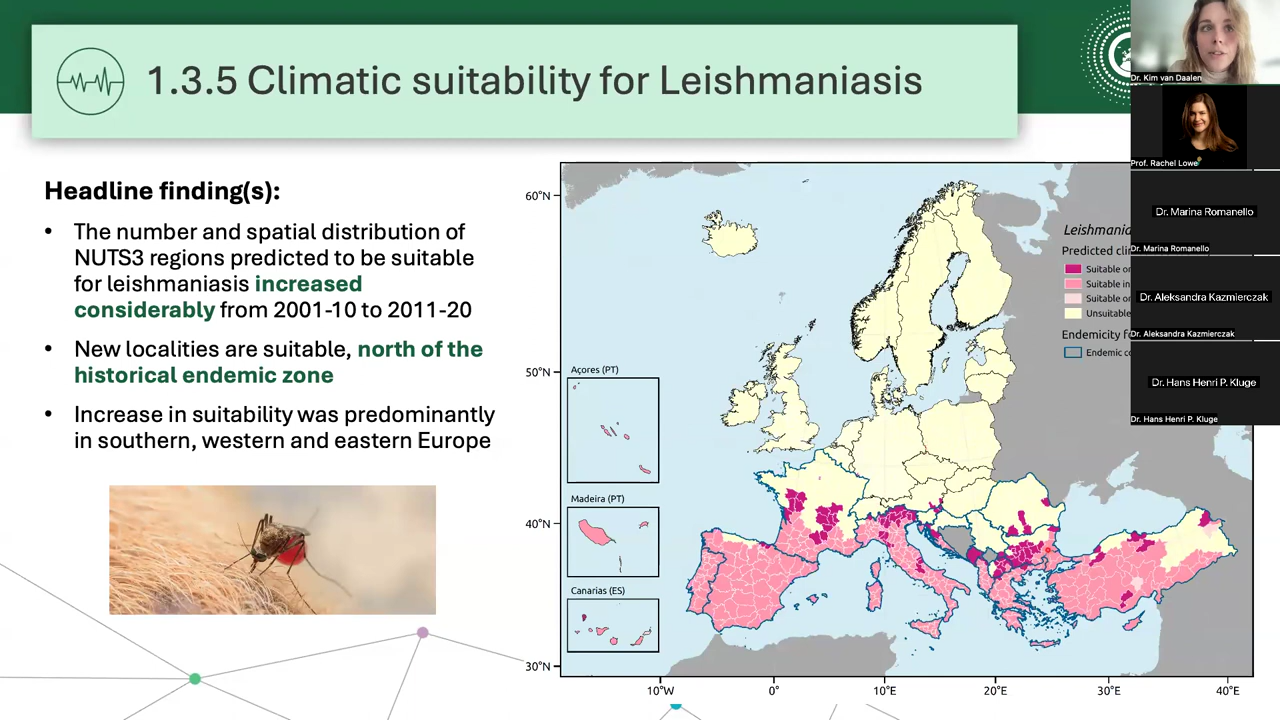 1.3.5 Climatic suitability for Leishmaniasis
Headline finding(s):
• The number and spatial distribution of
NUTS3 regions predicted to be suitable
for leishmaniasis increased
considerably from 2001-10 to 2011-20
• New localities are suitable, north of the
historical endemic zone
• Increase in suitability was predominantly
in southern, western and eastern Europe
60°N
50°N
40°N
30°N
10°W
0°
10°E
20°E
30°E
40°E
Açores (PT)
Madeira (PT)
Canarias (ES)
Predicted
Suitable
Suitable in
Suitable
Unsuitable
Endemicity
Endemic
Dr. Kim van Daalen
Prof. Rachel Lowe
Dr. Marina Romanello
Dr. Marina Romanello
Dr. Aleksandra Kazmierczak
Dr. Aleksandra Kazmierczak
Dr. Hans Henri P. Kluge
Dr. Hans Henri P. Kluge